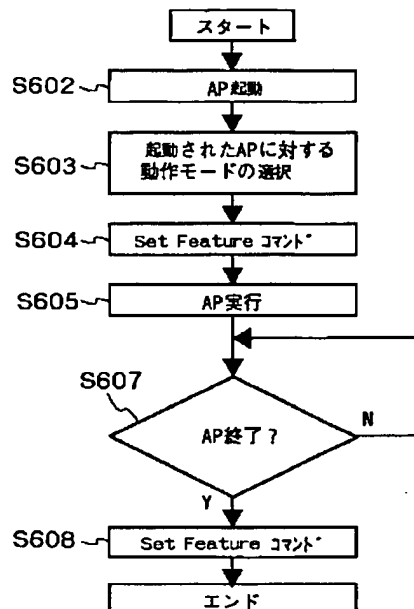 スタート
S602
AP起動
S603
起動されたAPに対する
動作モードの選択
S604
Set Feature コマンド
S605
AP実行
S607
AP終了?
N
Y
S608
Set Feature コマンド
エンド